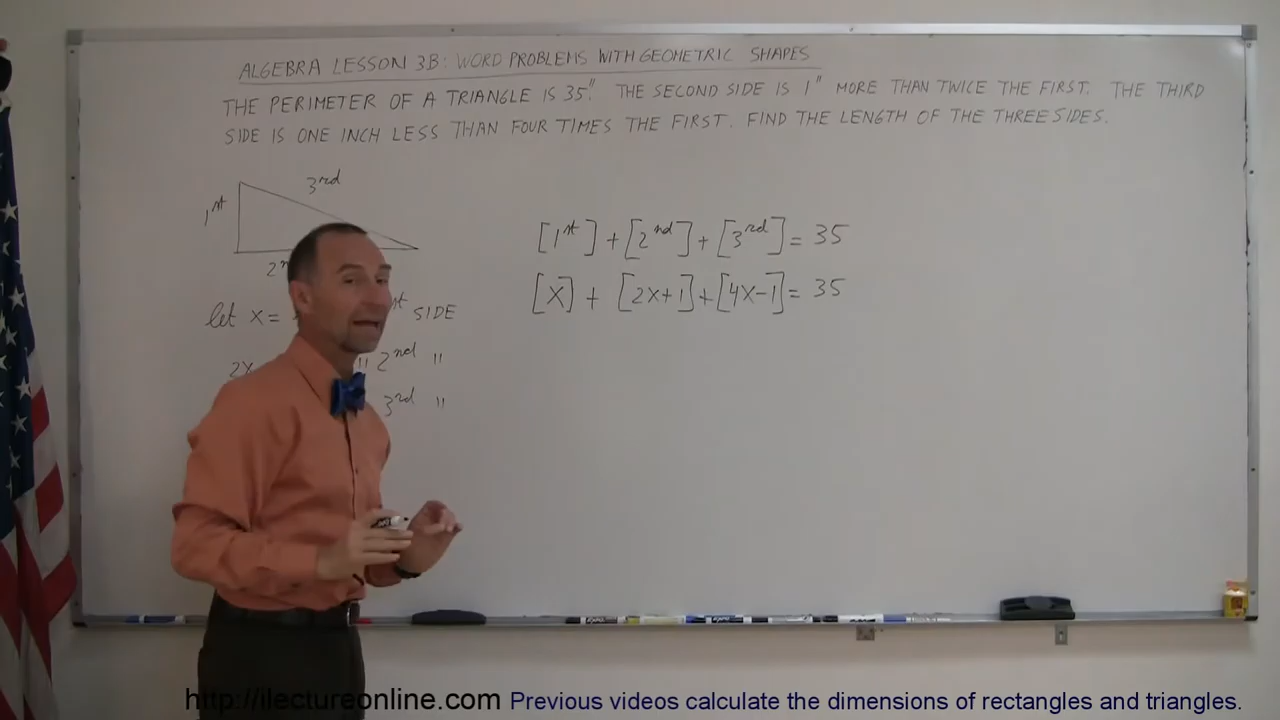 ALGEBRA LESSON 3B: WORD PROBLEMS WITH GEOMETRIC SHAPES
THE PERIMETER OF A TRIANGLE IS 35". THE SECOND SIDE IS 1" MORE THAN TWICE THE FIRST. THE THIRD
SIDE IS ONE INCH LESS THAN FOUR TIMES THE FIRST. FIND THE LENGTH OF THE THREE SIDES.
3rd
1st
[1st] + [2nd] + [3rd] = 35
[X] + [2X+1] + [4X-1] = 35
let X = SIDE
2X " 2nd "
3rd "
http://ilectureonline.com Previous videos calculate the dimensions of rectangles and triangles.